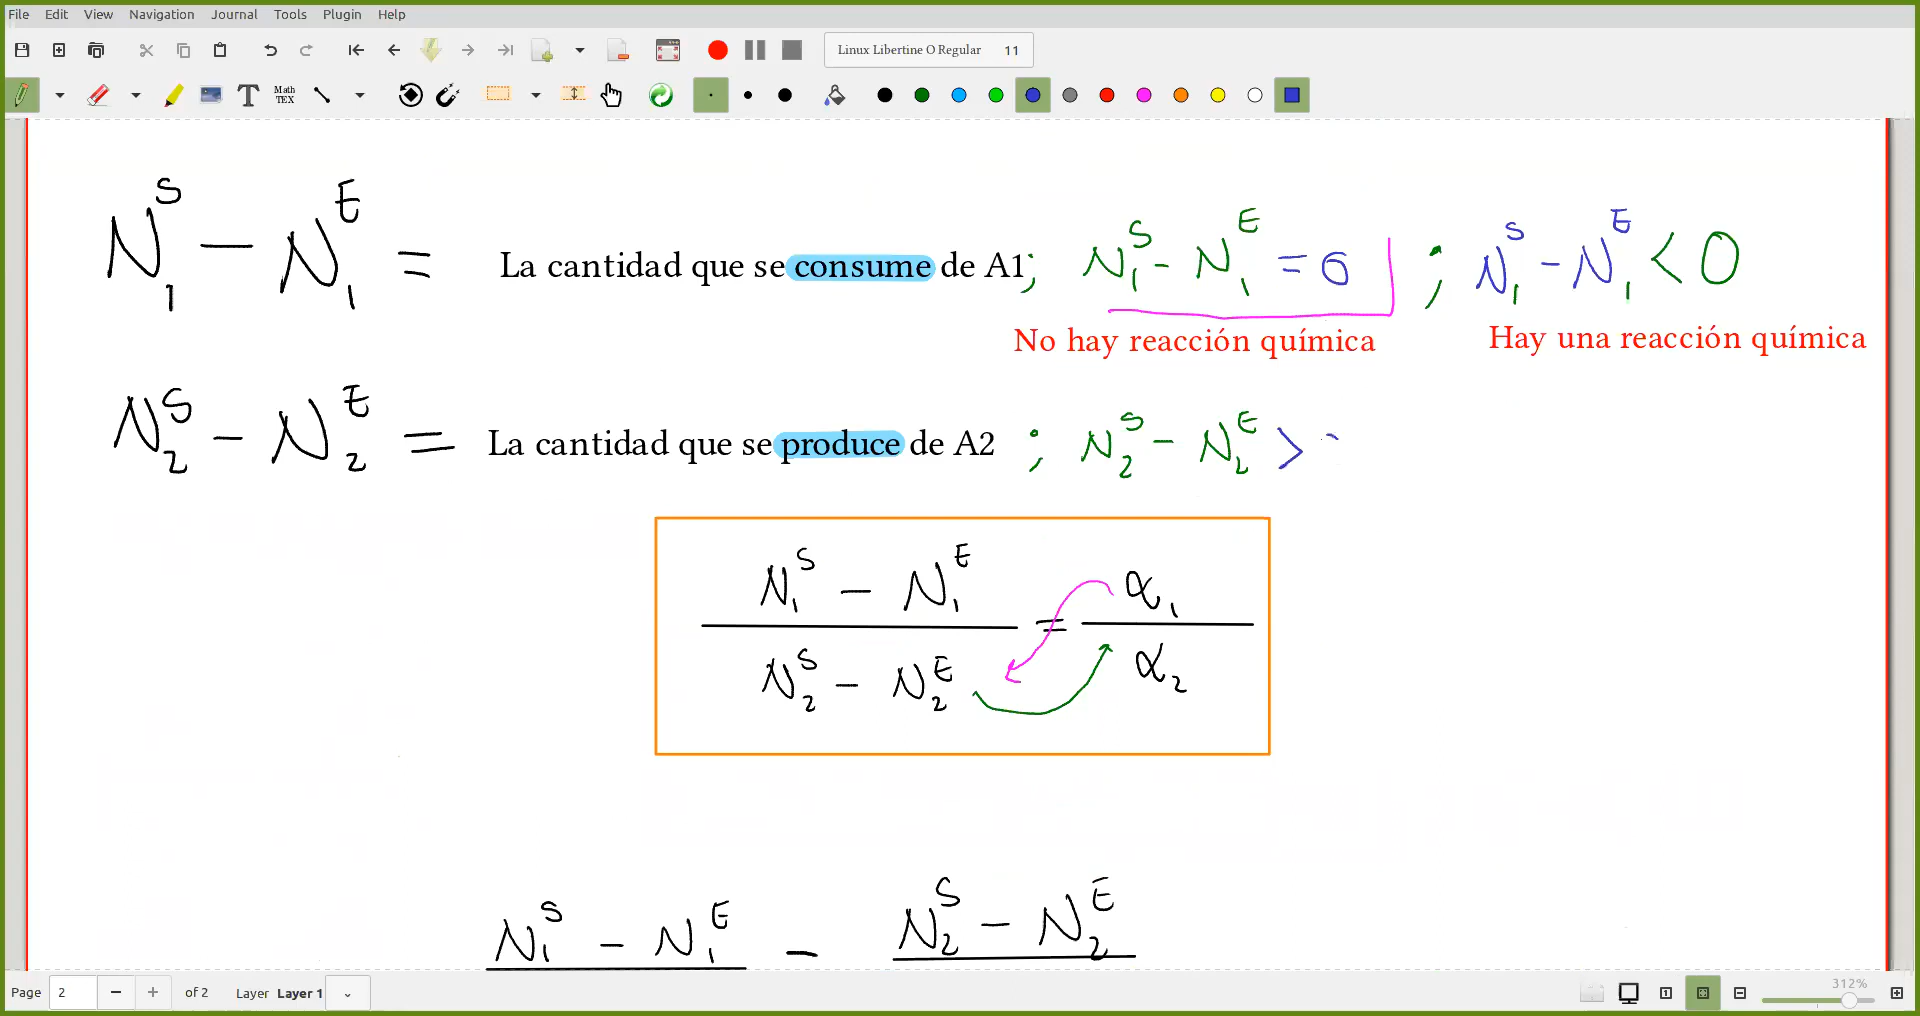 File Edit View Navigation Journal Tools Plugin Help
Linux Libertine O Regular 11
T Math TEX
N₁ˢ − N₁ᴱ = La cantidad que se consume de A1; N₁ˢ − N₁ᴱ = 0 ; N₁ˢ − N₁ᴱ < 0
No hay reacción química Hay una reacción química
N₂ˢ − N₂ᴱ = La cantidad que se produce de A2 ; N₂ˢ − N₂ᴱ >
N₁ˢ − N₁ᴱ α₁
=
N₂ˢ − N₂ᴱ α₂
N₁ˢ − N₁ᴱ − N₂ˢ − N₂ᴱ
Page 2 − + of 2 Layer Layer 1 312%